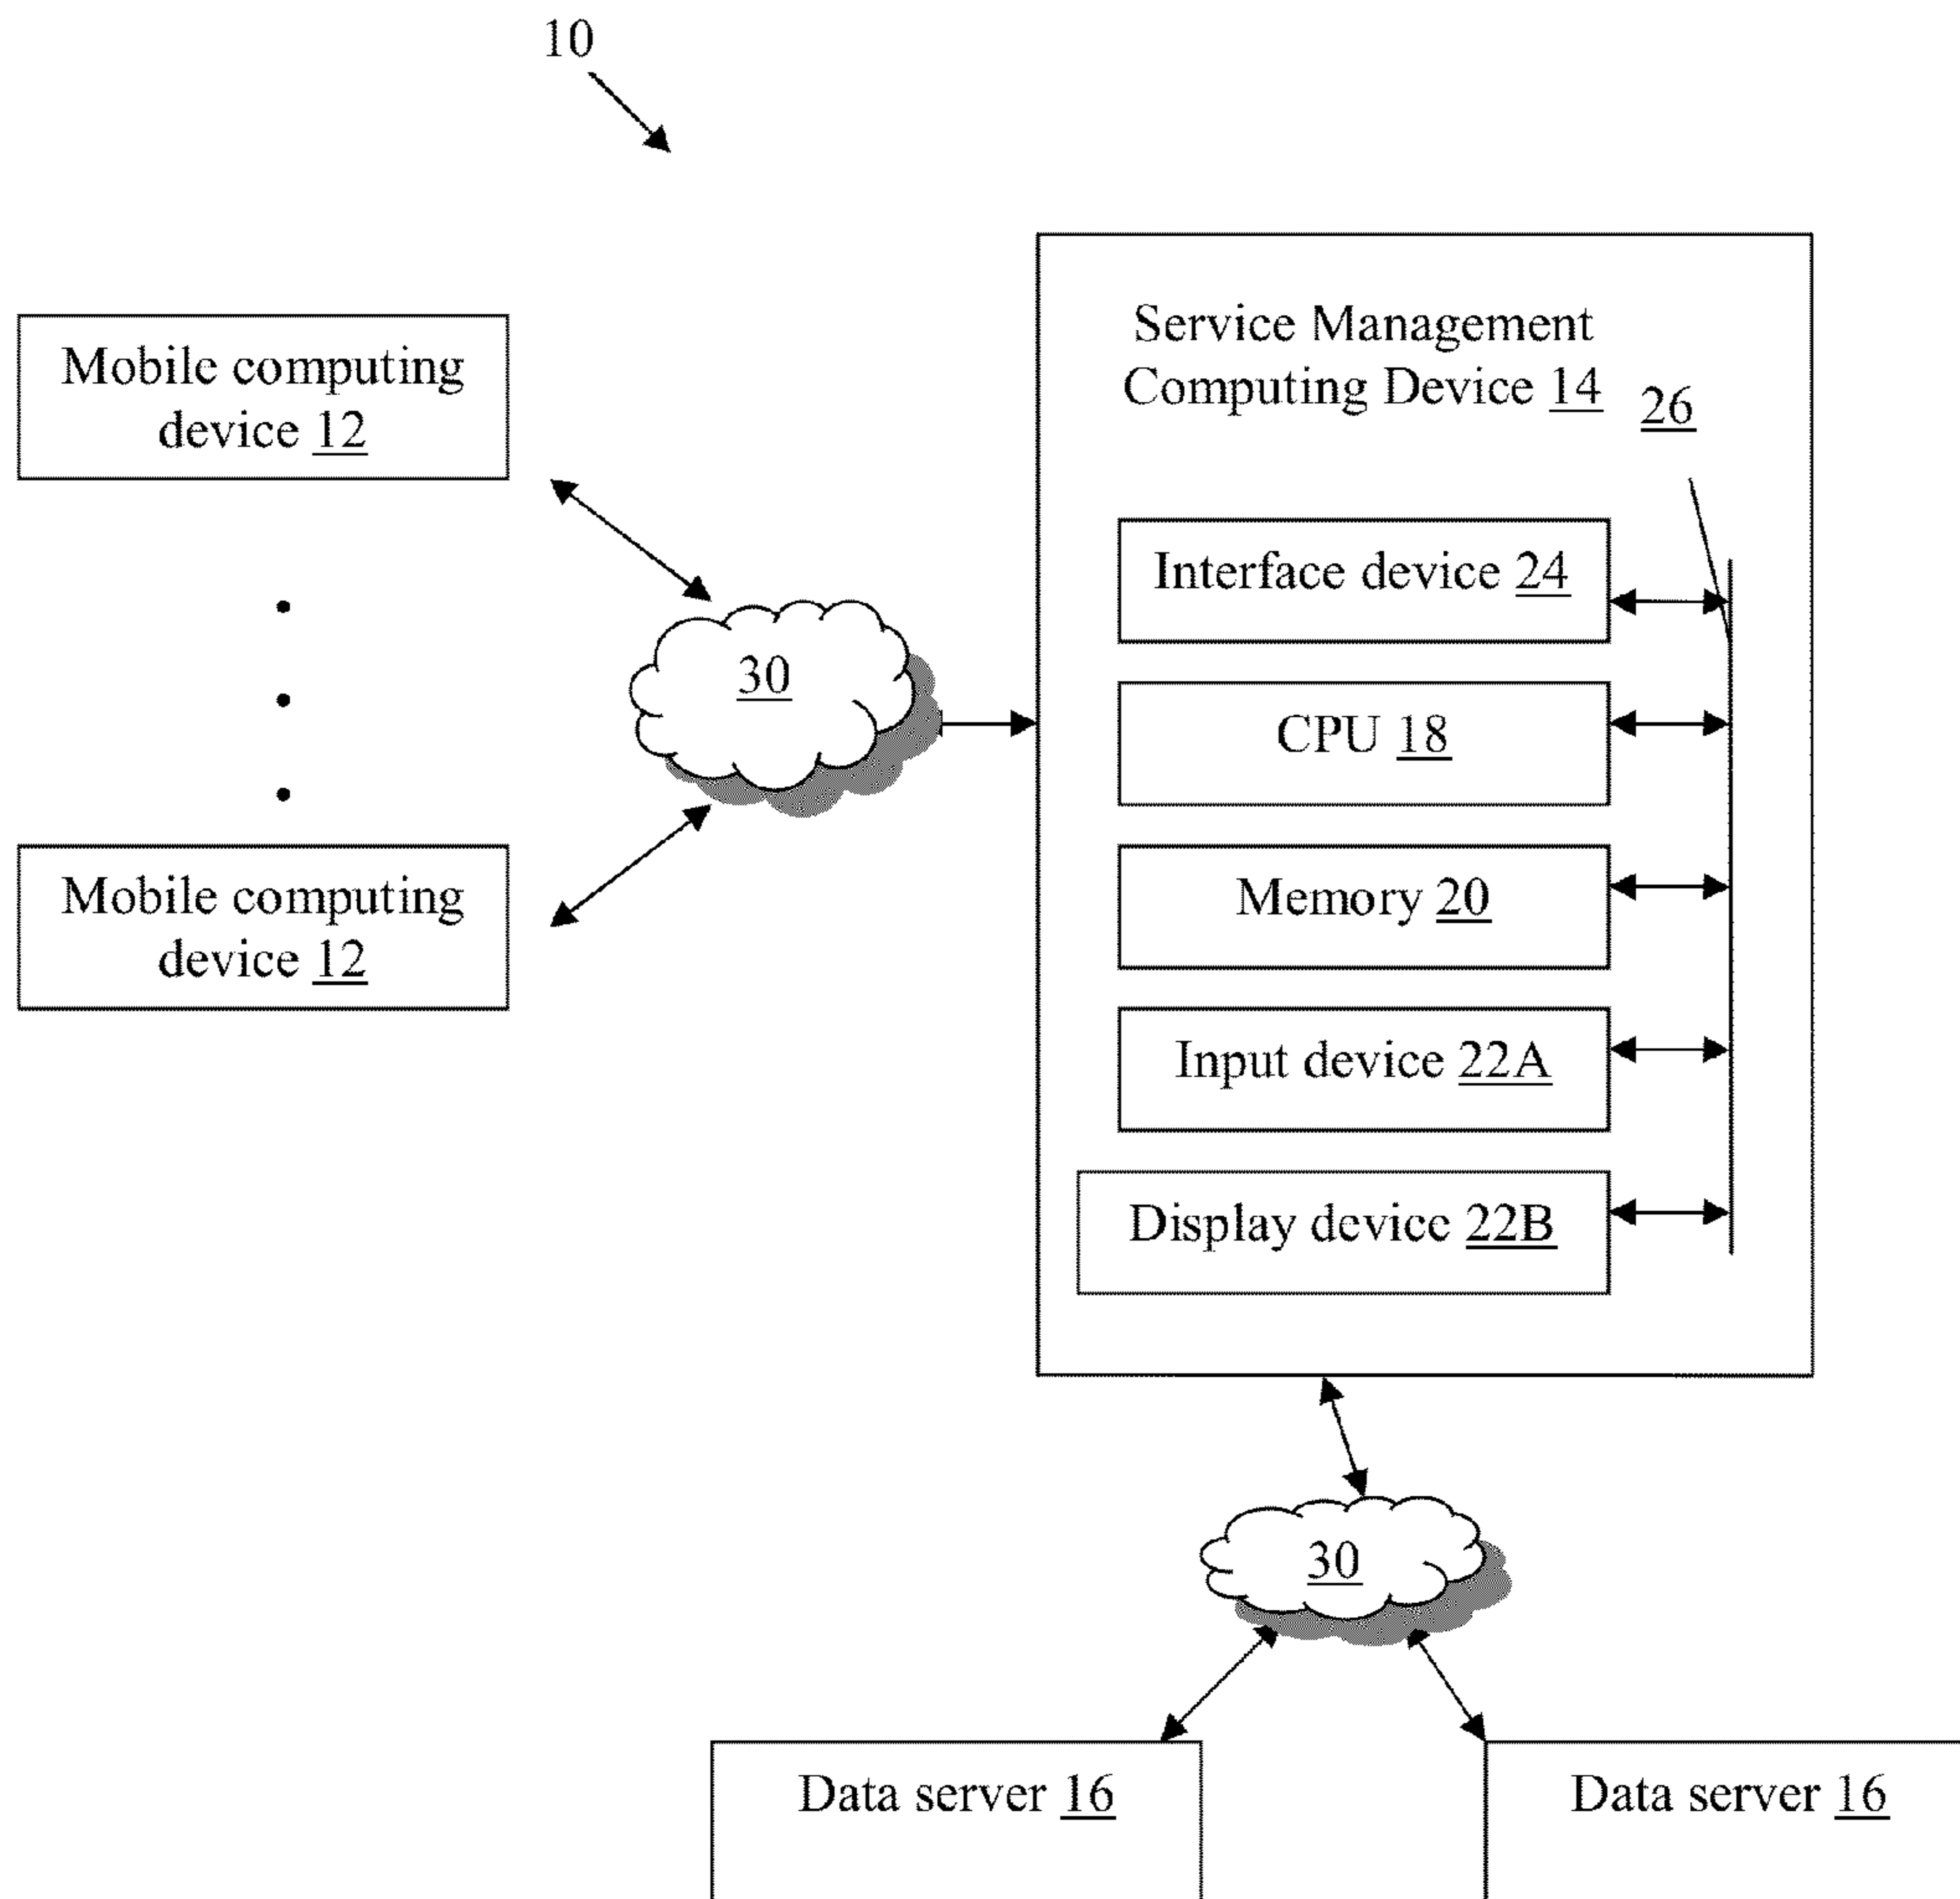 10
Service Management
Computing Device 14
26
Mobile computing
device 12
Interface device 24
30
CPU 18
Memory 20
Mobile computing
device 12
Input device 22A
Display device 22B
30
Data server 16
Data server 16